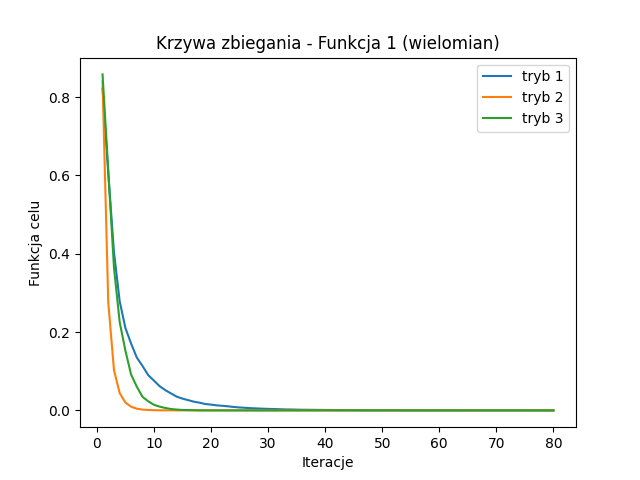 Krzywa zbiegania - Funkcja 1 (wielomian)
tryb 1
tryb 2
tryb 3
Funkcja celu
0.8
0.6
0.4
0.2
0.0
0 10 20 30 40 50 60 70 80
Iteracje